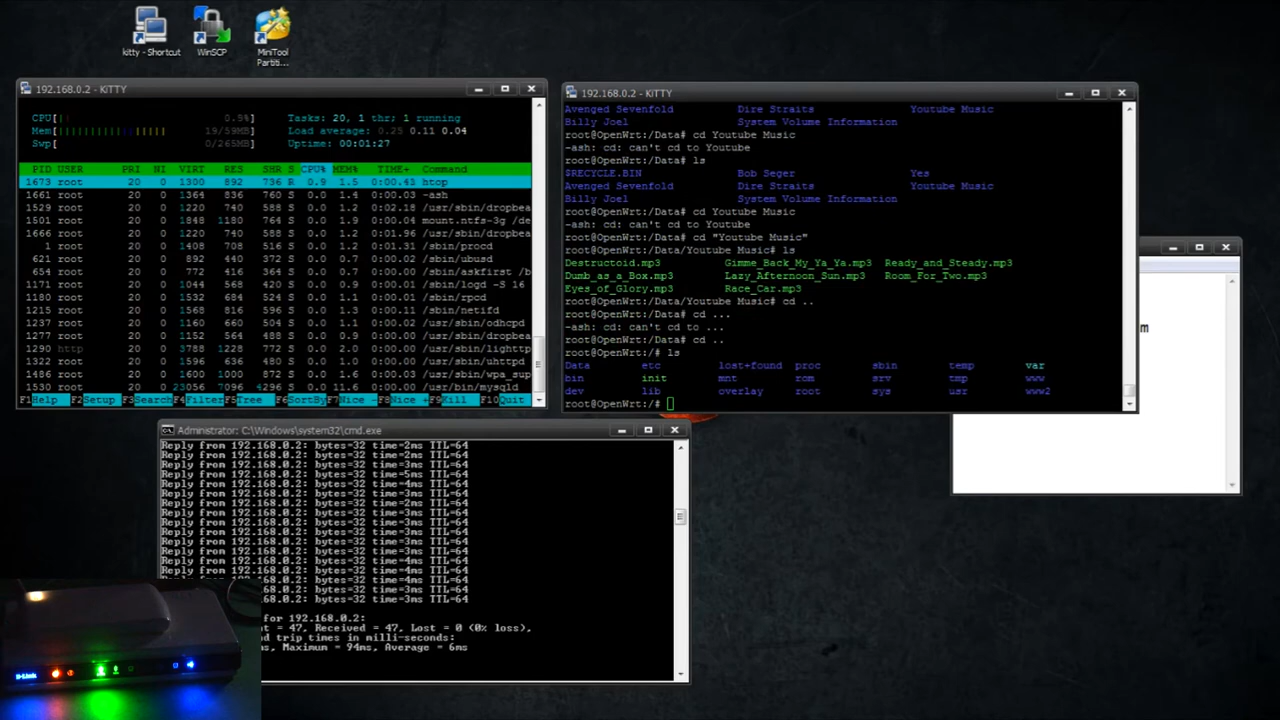 kitty - Shortcut
WinSCP
MiniTool
Partiti...
192.168.0.2 - KiTTY
CPU[ 0.5%] Tasks: 20, 1 thr; 1 running
Mem[||||||||||||||||||| 19/59MB] Load average: 0.25 0.11 0.04
Swp[ 0/265MB] Uptime: 00:01:27
PID USER PRI NI VIRT RES SHR S CPU% MEM% TIME+ Command
1673 root 20 0 1300 892 736 R 0.9 1.5 0:00.43 htop
1661 root 20 0 1364 836 760 S 0.0 1.4 0:00.03 -ash
1529 root 20 0 1220 740 588 S 0.0 1.2 0:02.18 /usr/sbin/dropbea
1501 root 20 0 1848 1180 764 S 0.0 1.9 0:00.04 mount.ntfs-3g /de
1666 root 20 0 1220 740 588 S 0.0 1.2 0:00.97 /usr/sbin/dropbea
1 root 20 0 1408 708 516 S 0.0 1.2 0:01.31 /sbin/procd
621 root 20 0 892 440 372 S 0.0 0.7 0:00.09 /sbin/ubusd
654 root 20 0 772 416 364 S 0.0 0.7 0:00.01 /sbin/askfirst /b
1171 root 20 0 1044 568 420 S 0.0 0.9 0:00.01 /sbin/logd -S 16
1180 root 20 0 1532 684 524 S 0.0 1.1 0:00.01 /sbin/rpcd
1215 root 20 0 1568 816 596 S 0.0 1.3 0:00.14 /sbin/netifd
1237 root 20 0 1160 660 504 S 0.0 1.1 0:00.02 /usr/sbin/odhcpd
1277 root 20 0 1152 564 488 S 0.0 0.9 0:00.00 /usr/sbin/dropbea
1290 http 20 0 3788 1228 772 S 0.0 2.0 0:00.01 /usr/sbin/lighttp
1322 root 20 0 1596 636 480 S 0.0 1.0 0:00.00 /usr/sbin/uhttpd
1486 root 20 0 1600 1000 872 S 0.0 1.6 0:00.04 /usr/sbin/wpa_sup
1530 root 20 0 23056 7096 4296 S 0.0 11.6 0:00.17 /usr/bin/mysqld
F1Help F2Setup F3Search F4Filter F5Tree F6SortBy F7Nice - F8Nice + F9Kill F10Quit
192.168.0.2 - KiTTY
Avenged Sevenfold Dire Straits Youtube Music
Billy Joel System Volume Information
root@OpenWrt:/Data# cd Youtube Music
-ash: cd: can't cd to Youtube
root@OpenWrt:/Data# ls
$RECYCLE.BIN Bob Seger Yes
Avenged Sevenfold Dire Straits Youtube Music
Billy Joel System Volume Information
root@OpenWrt:/Data# cd Youtube Music
-ash: cd: can't cd to Youtube
root@OpenWrt:/Data# cd "Youtube Music"
root@OpenWrt:/Data/Youtube Music# ls
Destructoid.mp3 Gimme_Back_My_Ya_Ya.mp3 Ready_and_Steady.mp3
Dumb_as_a_Box.mp3 Lazy_Afternoon_Sun.mp3 Room_For_Two.mp3
Eyes_of_Glory.mp3 Race_Car.mp3
root@OpenWrt:/Data/Youtube Music# cd ..
root@OpenWrt:/Data# cd ...
-ash: cd: can't cd to ...
root@OpenWrt:/Data# cd ..
root@OpenWrt:/# ls
Data etc lost+found proc sbin temp var
bin init mnt rom srv tmp www
dev lib overlay root sys usr www2
root@OpenWrt:/#
m
Administrator: C:\Windows\system32\cmd.exe
Reply from 192.168.0.2: bytes=32 time=2ms TTL=64
Reply from 192.168.0.2: bytes=32 time=2ms TTL=64
Reply from 192.168.0.2: bytes=32 time=3ms TTL=64
Reply from 192.168.0.2: bytes=32 time=5ms TTL=64
Reply from 192.168.0.2: bytes=32 time=4ms TTL=64
Reply from 192.168.0.2: bytes=32 time=3ms TTL=64
Reply from 192.168.0.2: bytes=32 time=2ms TTL=64
Reply from 192.168.0.2: bytes=32 time=3ms TTL=64
Reply from 192.168.0.2: bytes=32 time=3ms TTL=64
Reply from 192.168.0.2: bytes=32 time=3ms TTL=64
Reply from 192.168.0.2: bytes=32 time=3ms TTL=64
Reply from 192.168.0.2: bytes=32 time=4ms TTL=64
Reply from 192.168.0.2: bytes=32 time=4ms TTL=64
Reply from 192.168.0.2: bytes=32 time=4ms TTL=64
Reply from 192.168.0.2: bytes=32 time=3ms TTL=64
Reply from 192.168.0.2: bytes=32 time=3ms TTL=64
Reply from 192.168.0.2: bytes=32 time=3ms TTL=64
for 192.168.0.2:
t = 47, Received = 47, Lost = 0 (0% loss),
nd trip times in milli-seconds:
s, Maximum = 94ms, Average = 6ms
D-Link